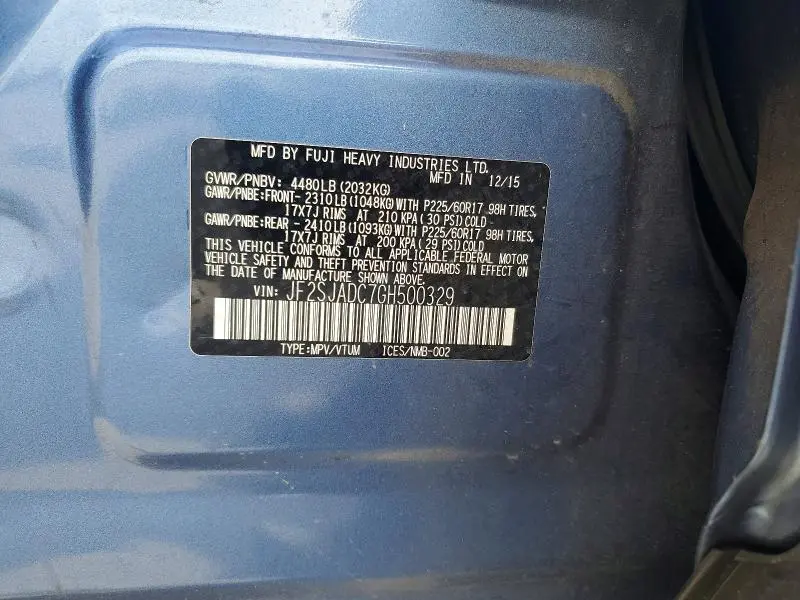 MFD BY FUJI HEAVY INDUSTRIES LTD.
MFD IN 12/15
GVWR/PNBV: 4480LB(2032KG)
GAWR/PNBE:FRONT- 2310LB(1048KG)WITH P225/60R17 98H TIRES,
17X7J RIMS AT 210 KPA(30 PSI)COLD
GAWR/PNBE:REAR - 2410LB(1093KG)WITH P225/60R17 98H TIRES,
17X7J RIMS AT 200 KPA(29 PSI)COLD
THIS VEHICLE CONFORMS TO ALL APPLICABLE FEDERAL MOTOR
VEHICLE SAFETY AND THEFT PREVENTION STANDARDS IN EFFECT ON
THE DATE OF MANUFACTURE SHOWN ABOVE.
VIN: JF2SJADC7GH500329
TYPE:MPV/VTUM ICES/NMB-002